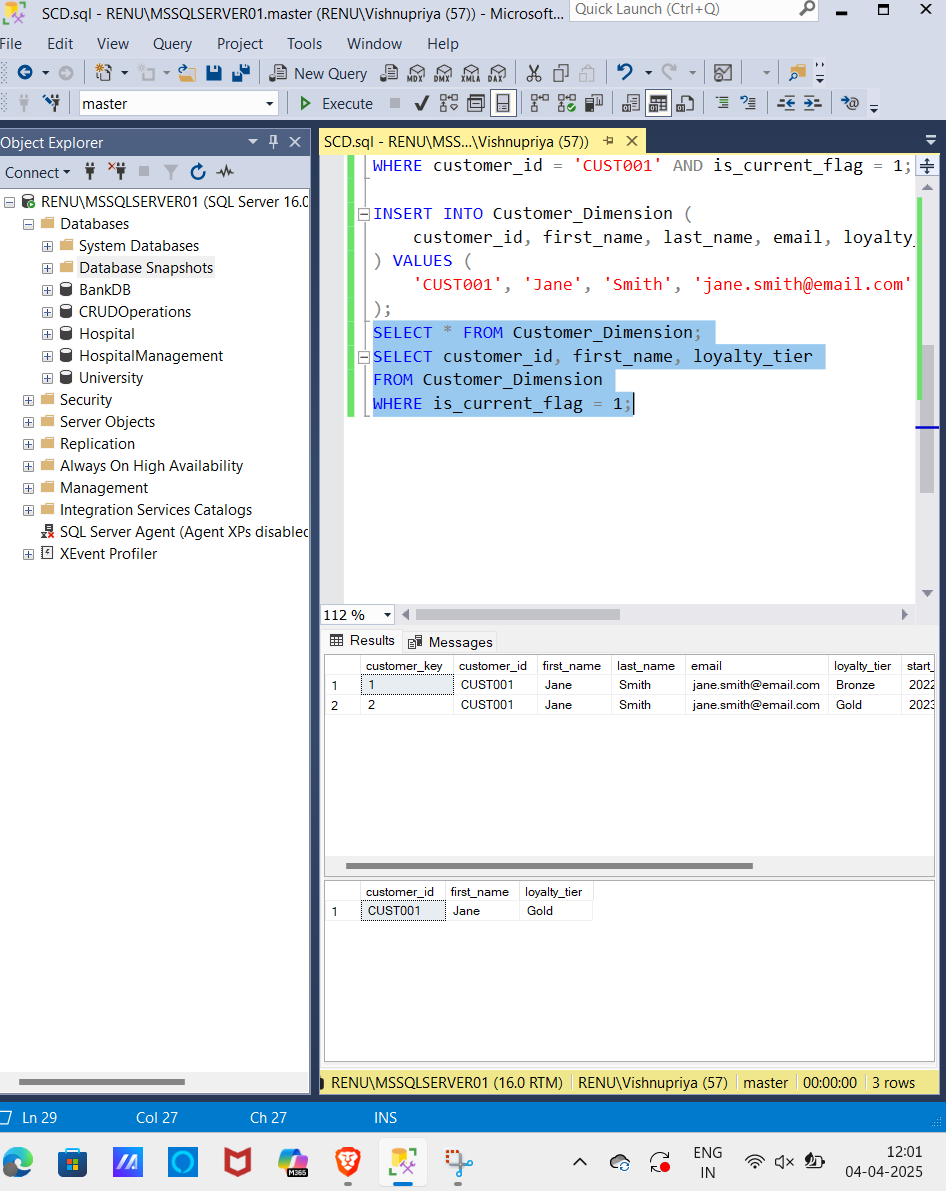 SCD.sql - RENU\MSSQLSERVER01.master (RENU\Vishnupriya (57)) - Microsoft...
Quick Launch (Ctrl+Q)
File Edit View Query Project Tools Window Help
New Query MDX DMX XMLA DAX
master Execute
Object Explorer
SCD.sql - RENU\MSS...\Vishnupriya (57))
Connect
RENU\MSSQLSERVER01 (SQL Server 16.0
Databases
System Databases
Database Snapshots
BankDB
CRUDOperations
Hospital
HospitalManagement
University
Security
Server Objects
Replication
Always On High Availability
Management
Integration Services Catalogs
SQL Server Agent (Agent XPs disabled
XEvent Profiler
WHERE customer_id = 'CUST001' AND is_current_flag = 1;
INSERT INTO Customer_Dimension (
customer_id, first_name, last_name, email, loyalty_
) VALUES (
'CUST001', 'Jane', 'Smith', 'jane.smith@email.com'
);
SELECT * FROM Customer_Dimension;
SELECT customer_id, first_name, loyalty_tier
FROM Customer_Dimension
WHERE is_current_flag = 1;
112 %
Results Messages
customer_key customer_id first_name last_name email loyalty_tier start_
1 1 CUST001 Jane Smith jane.smith@email.com Bronze 2022
2 2 CUST001 Jane Smith jane.smith@email.com Gold 2023
customer_id first_name loyalty_tier
1 CUST001 Jane Gold
RENU\MSSQLSERVER01 (16.0 RTM) RENU\Vishnupriya (57) master 00:00:00 3 rows
Ln 29 Col 27 Ch 27 INS
M365
ENG
IN
12:01
04-04-2025